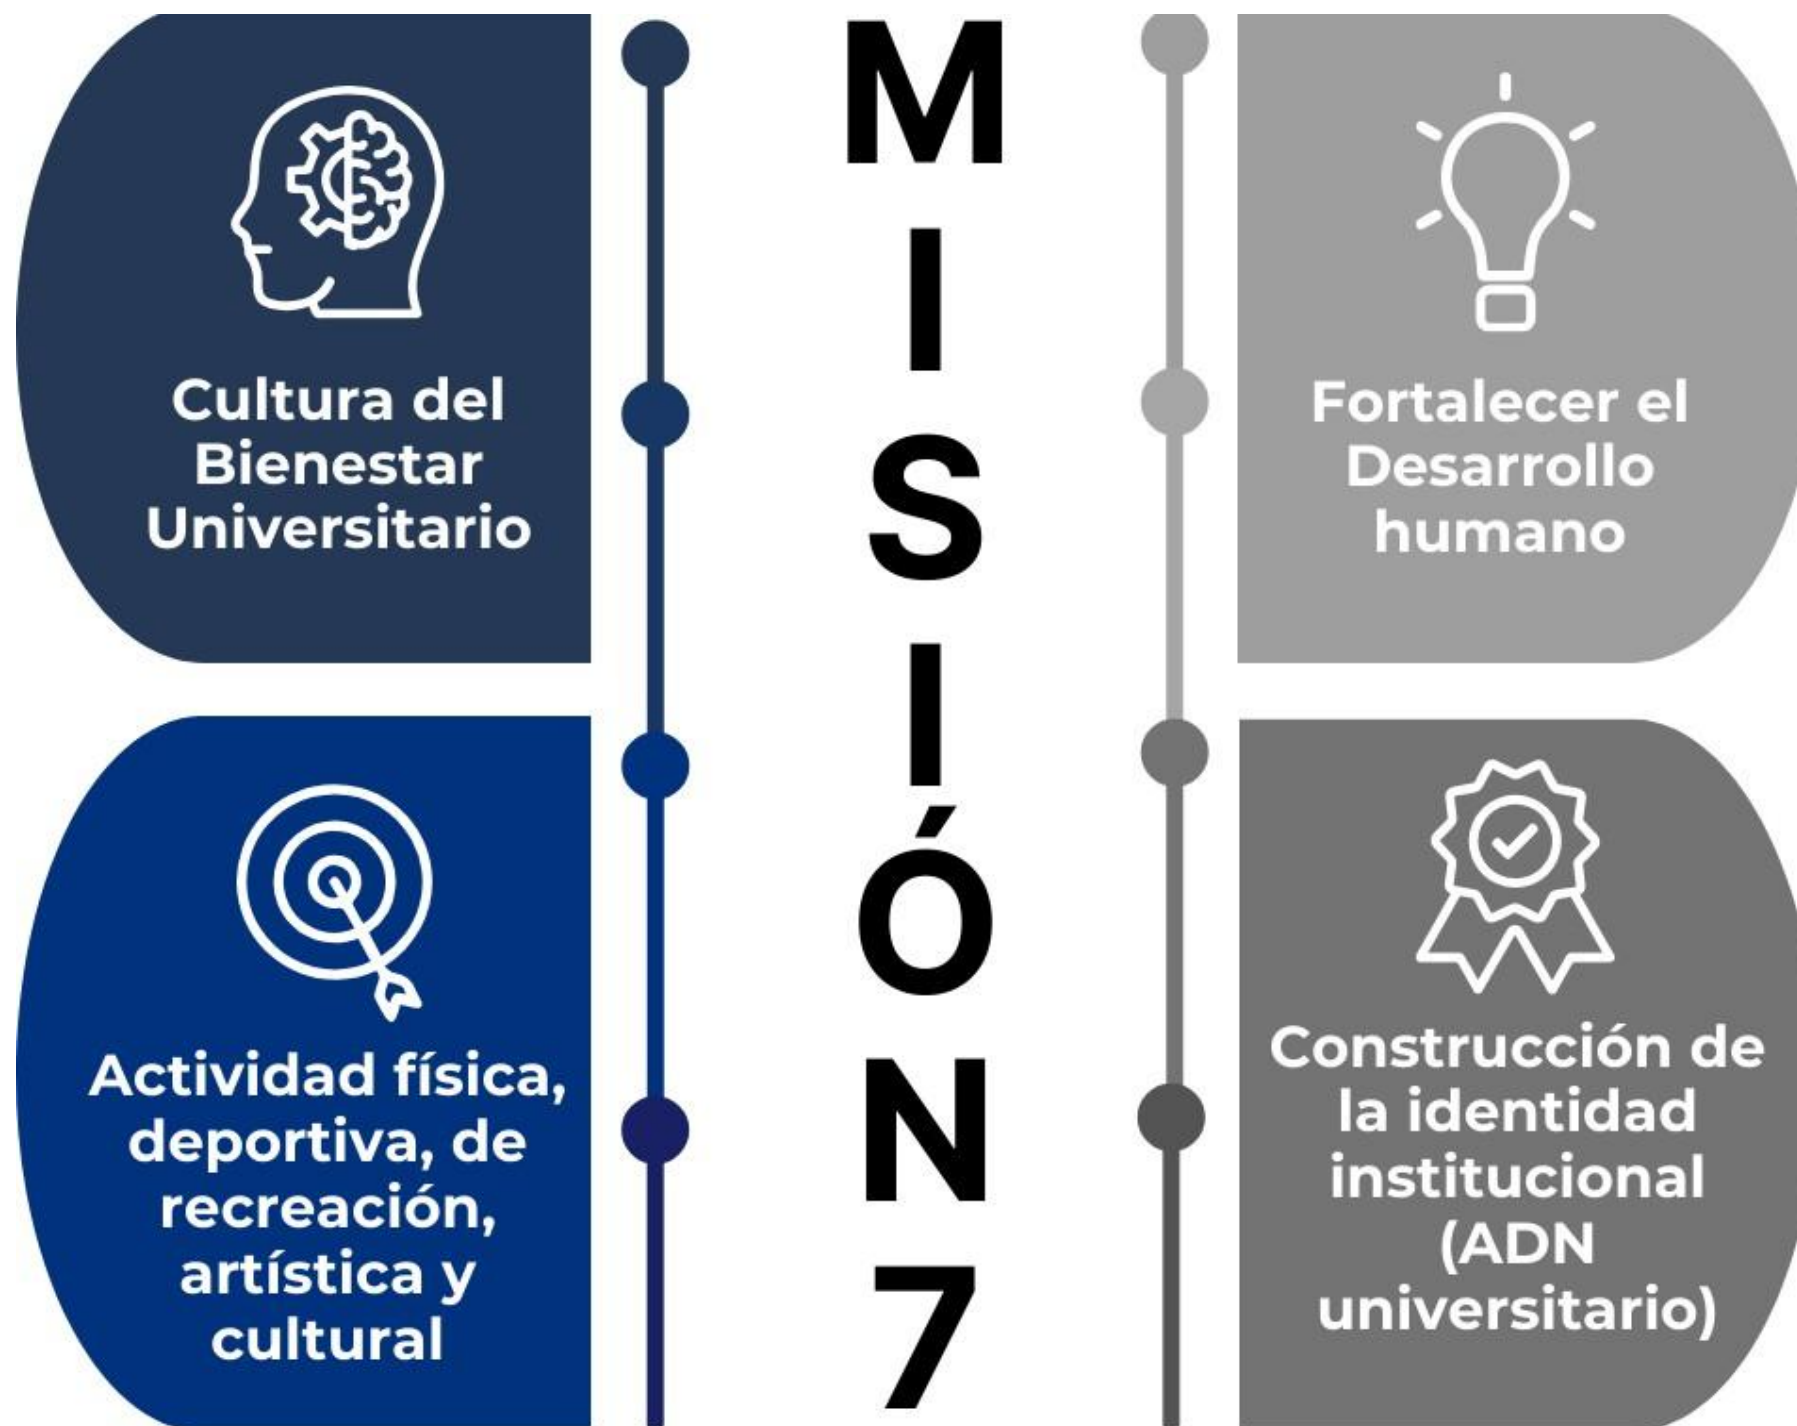 Cultura del
Bienestar
Universitario
Actividad física,
deportiva, de
recreación,
artística y
cultural
M
I
S
I
Ó
N
7
Fortalecer el
Desarrollo
humano
Construcción de
la identidad
institucional
(ADN
universitario)